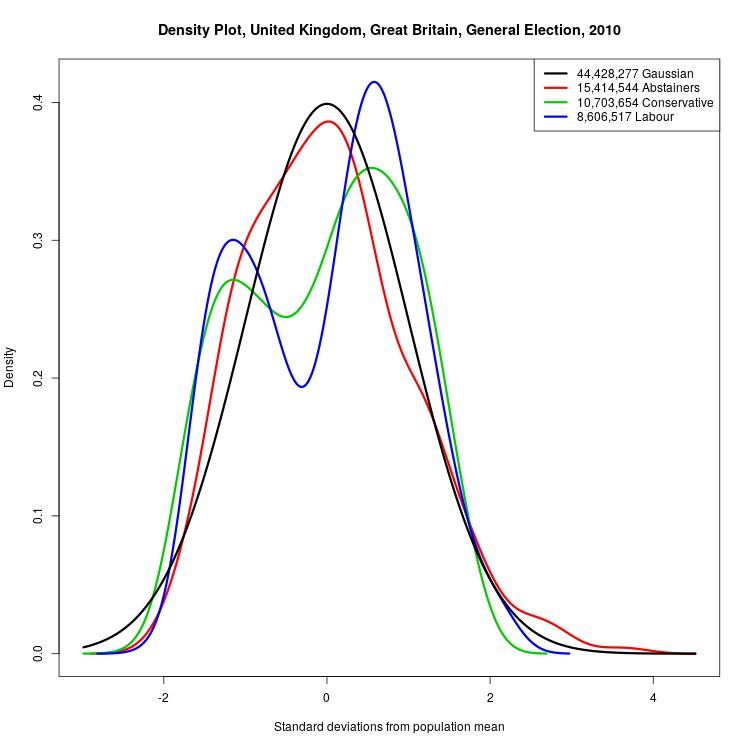 Density Plot, United Kingdom, Great Britain, General Election, 2010
44,428,277 Gaussian
15,414,544 Abstainers
10,703,654 Conservative
8,606,517 Labour
Density
0.4
0.3
0.2
0.1
0.0
-2 0 2 4
Standard deviations from population mean